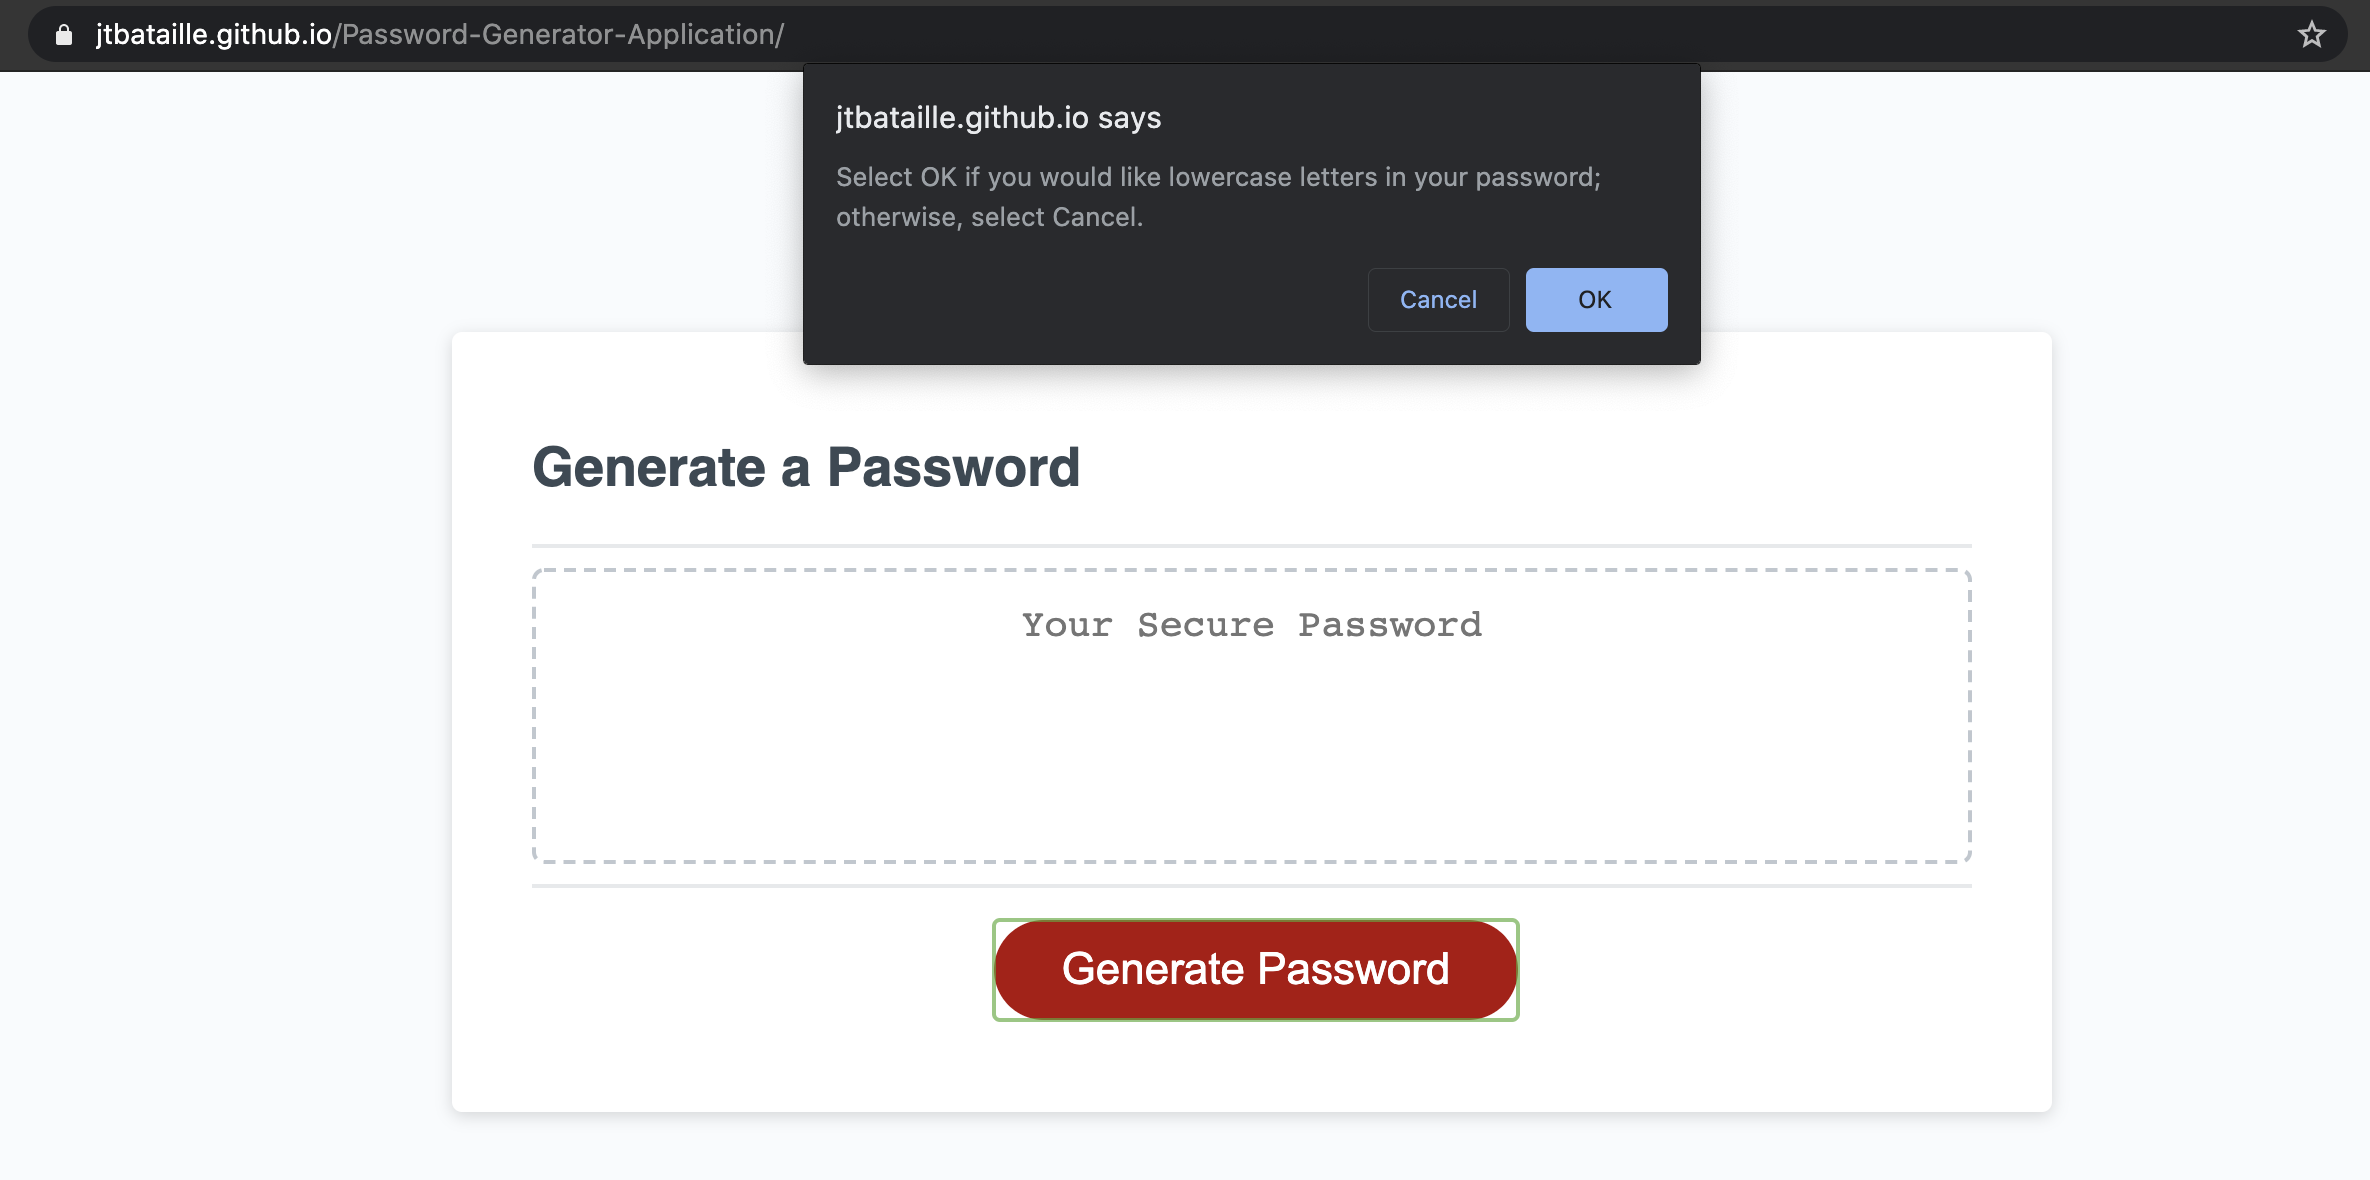 jtbataille.github.io/Password-Generator-Application/
jtbataille.github.io says
Select OK if you would like lowercase letters in your password;
otherwise, select Cancel.
Cancel
OK
Generate a Password
Your Secure Password
Generate Password